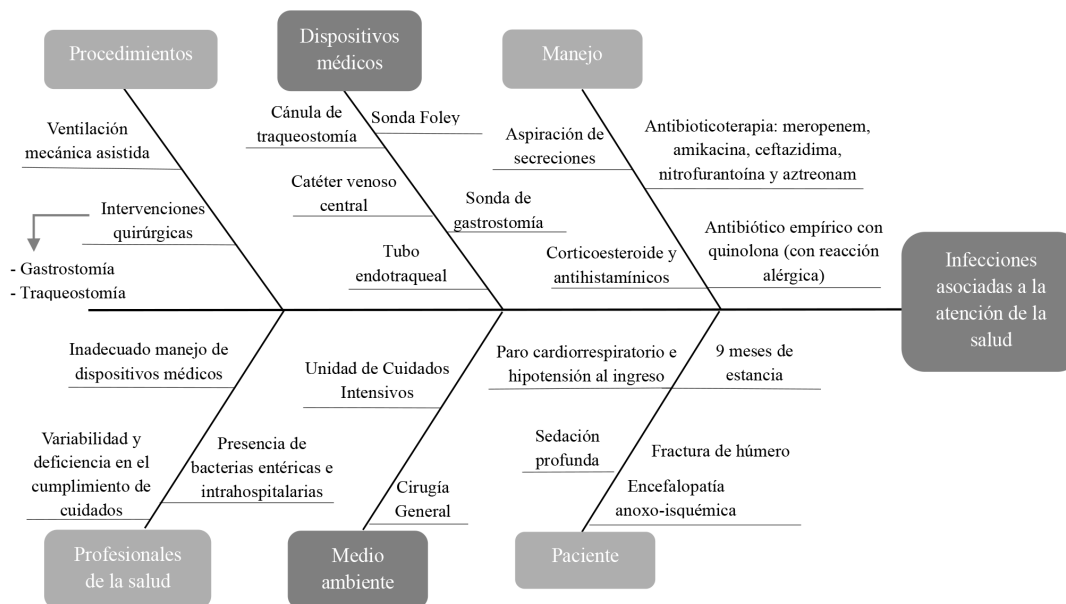 Procedimientos
Dispositivos
médicos
Manejo
Ventilación
mecánica asistida
Intervenciones
quirúrgicas
- Gastrostomía
- Traqueostomía
Cánula de
traqueostomía
Sonda Foley
Catéter venoso
central
Sonda de
gastrostomía
Tubo
endotraqueal
Aspiración de
secreciones
Antibioticoterapia: meropenem,
amikacina, ceftazidima,
nitrofurantoína y aztreonam
Corticoesteroide y
antihistamínicos
Antibiótico empírico con
quinolona (con reacción
alérgica)
Infecciones
asociadas a la
atención de la
salud
Inadecuado manejo de
dispositivos médicos
Variabilidad y
deficiencia en el
cumplimiento de
cuidados
Presencia de
bacterias entéricas e
intrahospitalarias
Unidad de Cuidados
Intensivos
Cirugía
General
Paro cardiorrespiratorio e
hipotensión al ingreso
9 meses de
estancia
Sedación
profunda
Fractura de húmero
Encefalopatía
anoxo-isquémica
Profesionales
de la salud
Medio
ambiente
Paciente